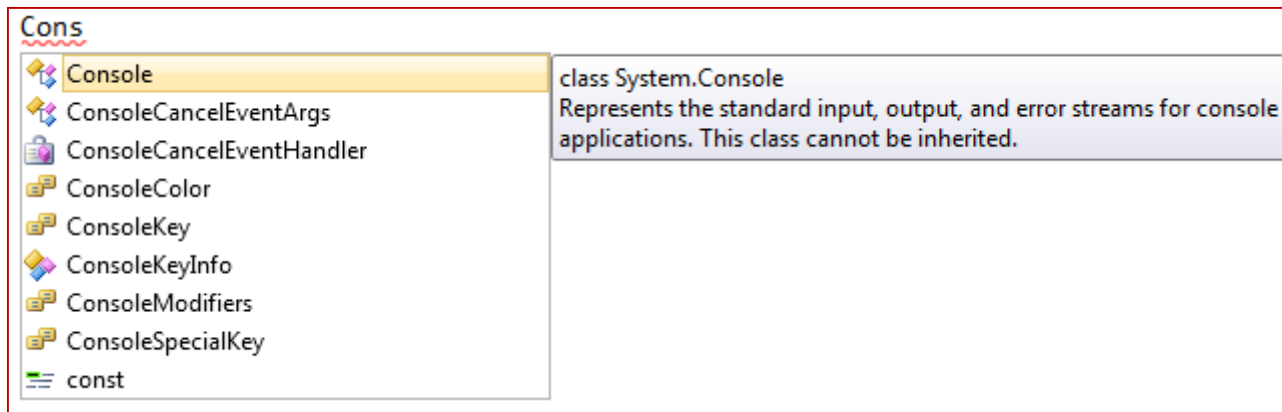 Cons
Console
ConsoleCancelEventArgs
ConsoleCancelEventHandler
ConsoleColor
ConsoleKey
ConsoleKeyInfo
ConsoleModifiers
ConsoleSpecialKey
const
class System.Console
Represents the standard input, output, and error streams for console
applications. This class cannot be inherited.